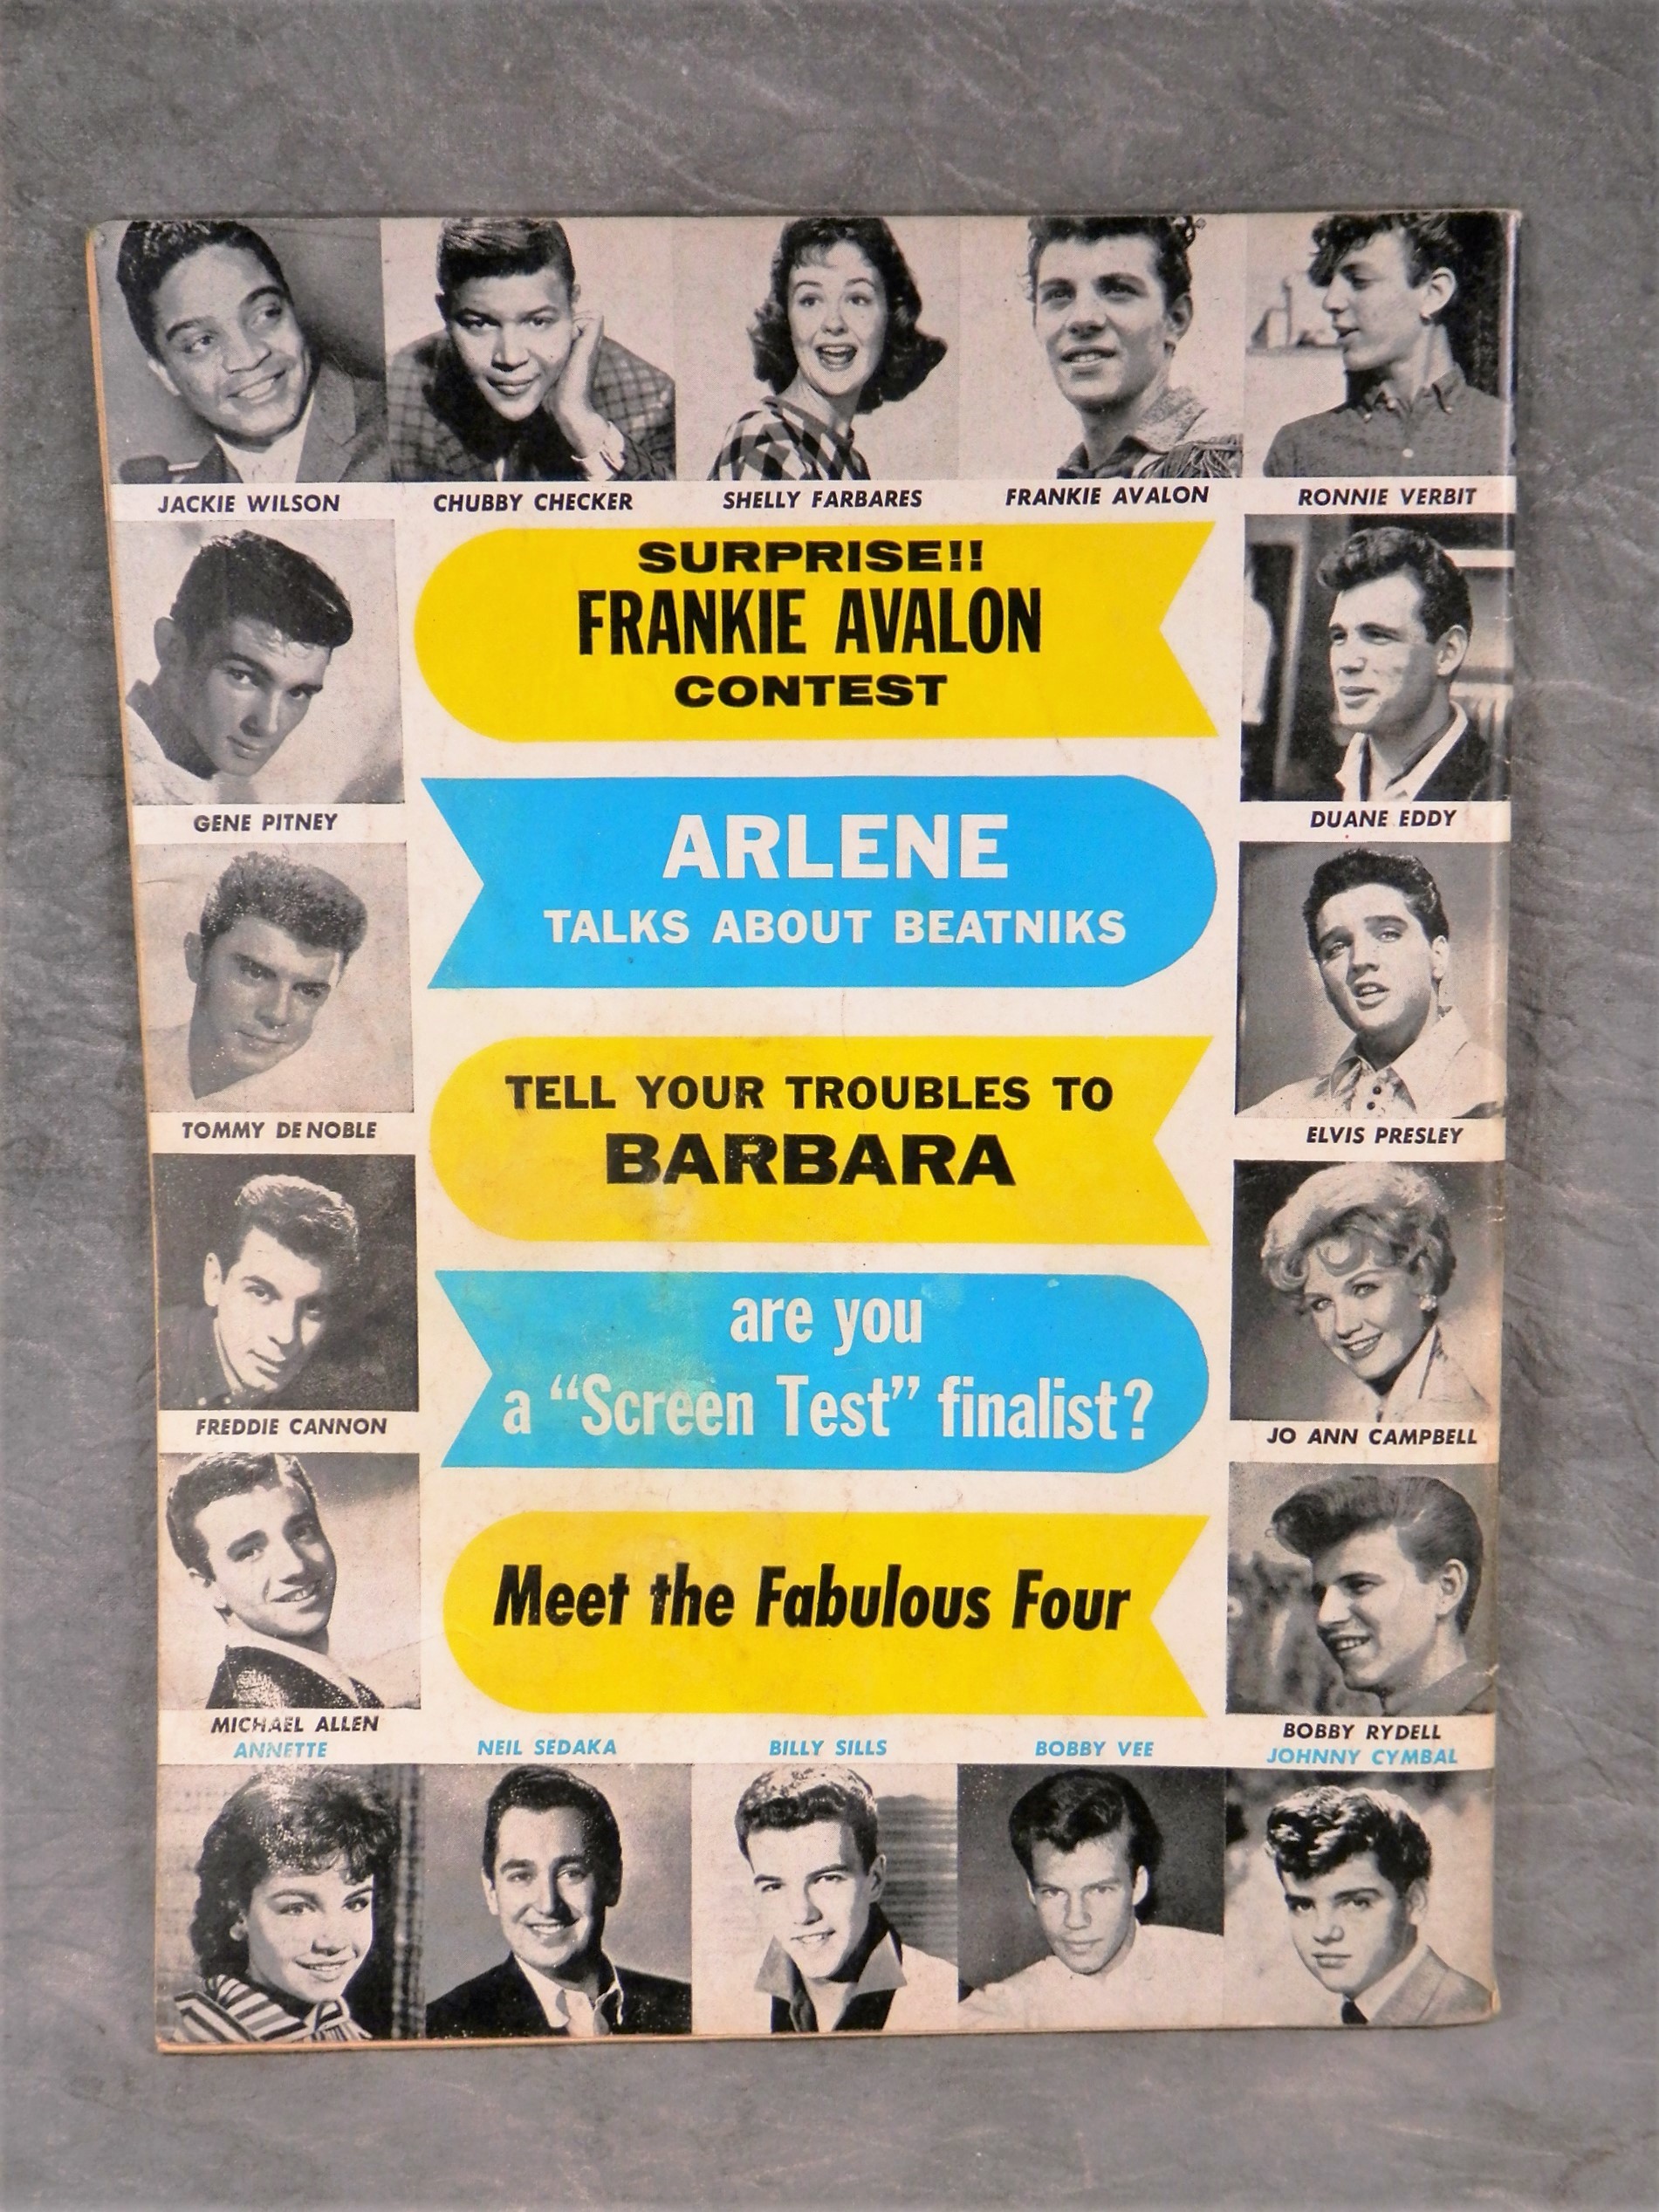 JACKIE WILSON
CHUBBY CHECKER
SHELLY FARBARES
FRANKIE AVALON
RONNIE VERBIT
SURPRISE!!
FRANKIE AVALON
CONTEST
GENE PITNEY
DUANE EDDY
ARLENE
TALKS ABOUT BEATNIKS
TOMMY DE NOBLE
ELVIS PRESLEY
TELL YOUR TROUBLES TO
BARBARA
FREDDIE CANNON
JO ANN CAMPBELL
are you
a “Screen Test” finalist?
Meet the Fabulous Four
MICHAEL ALLEN
BOBBY RYDELL
ANNETTE
NEIL SEDAKA
BILLY SILLS
BOBBY VEE
JOHNNY CYMBAL